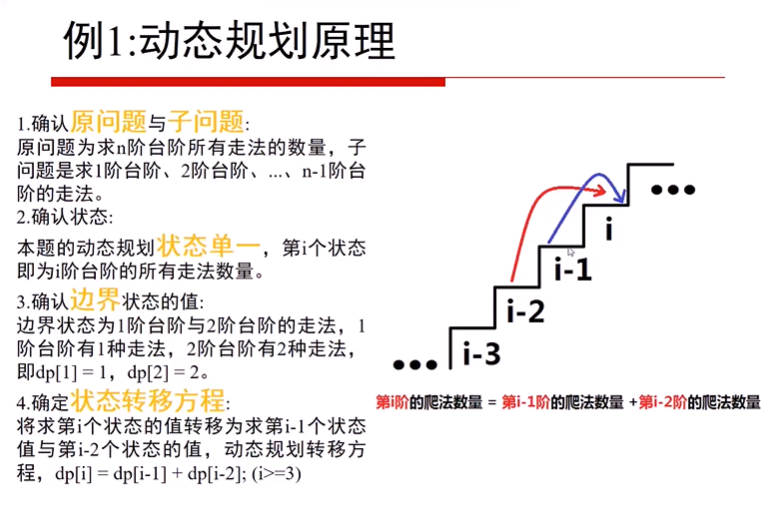 例1:动态规划原理
1.确认原问题与子问题:
原问题为求n阶台阶所有走法的数量，子
问题是求1阶台阶、2阶台阶、...、n-1阶台
阶的走法。
2.确认状态:
本题的动态规划状态单一，第i个状态
即为i阶台阶的所有走法数量。
3.确认边界状态的值:
边界状态为1阶台阶与2阶台阶的走法，1
阶台阶有1种走法，2阶台阶有2种走法，
即dp[1] = 1，dp[2] = 2。
4.确定状态转移方程:
将求第i个状态的值转移为求第i-1个状态
值与第i-2个状态的值，动态规划转移方
程，dp[i] = dp[i-1] + dp[i-2]; (i>=3)
•••
i
i-1
i-2
i-3
•••
第i阶的爬法数量 = 第i-1阶的爬法数量 +第i-2阶的爬法数量